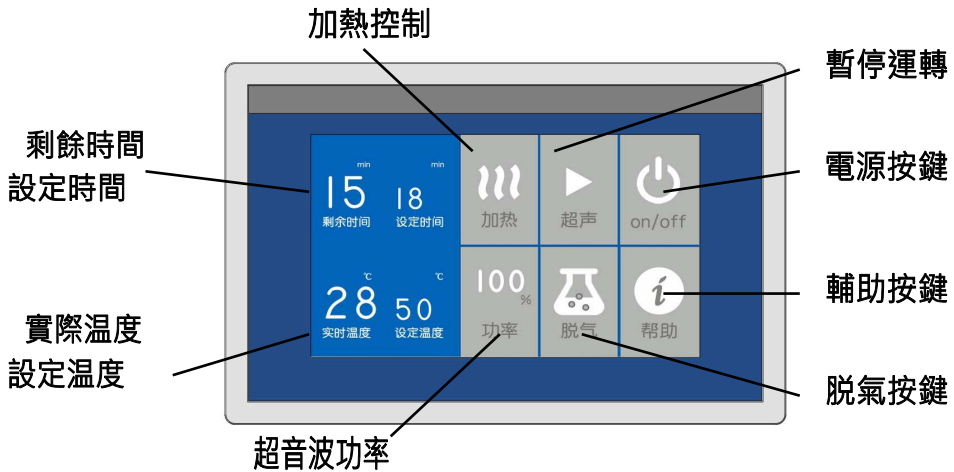 加熱控制
暫停運轉
剩餘時間
設定時間
電源按鍵
min
min
15
18
剩余时间
设定时间
加热
超声
on/off
℃
℃
28
50
实时温度
设定温度
100
%
功率
脱气
i
帮助
輔助按鍵
實際温度
設定温度
脱氣按鍵
超音波功率